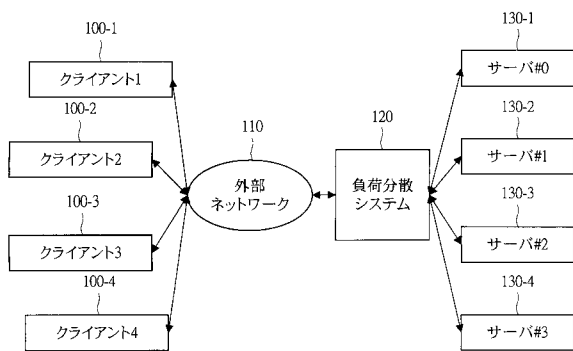 100-1
クライアント1
100-2
クライアント2
100-3
クライアント3
100-4
クライアント4
110
外部
ネットワーク
120
負荷分散
システム
130-1
サーバ#0
130-2
サーバ#1
130-3
サーバ#2
130-4
サーバ#3